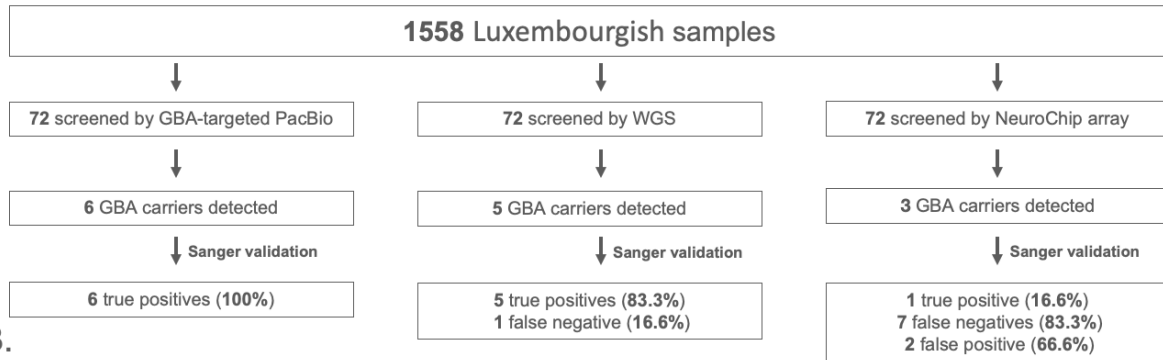 1558 Luxembourgish samples
72 screened by GBA-targeted PacBio
72 screened by WGS
72 screened by NeuroChip array
6 GBA carriers detected
5 GBA carriers detected
3 GBA carriers detected
Sanger validation
Sanger validation
Sanger validation
6 true positives (100%)
5 true positives (83.3%)
1 false negative (16.6%)
1 true positive (16.6%)
7 false negatives (83.3%)
2 false positive (66.6%)